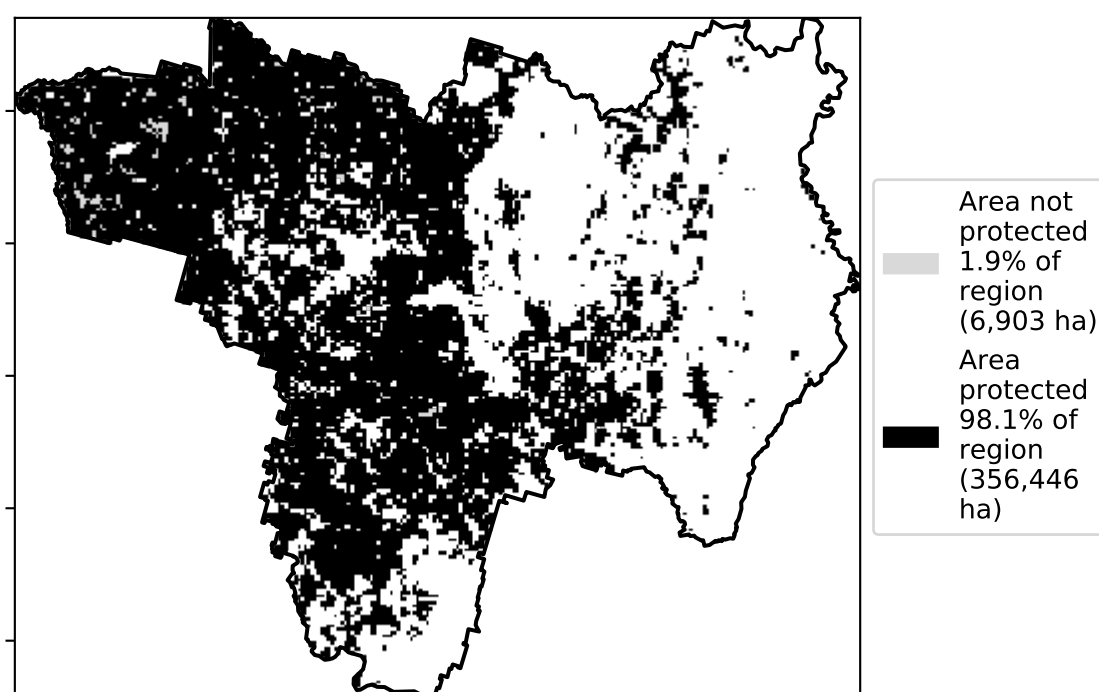 Area not
protected
1.9% of
region
(6,903 ha)
Area
protected
98.1% of
region
(356,446
ha)